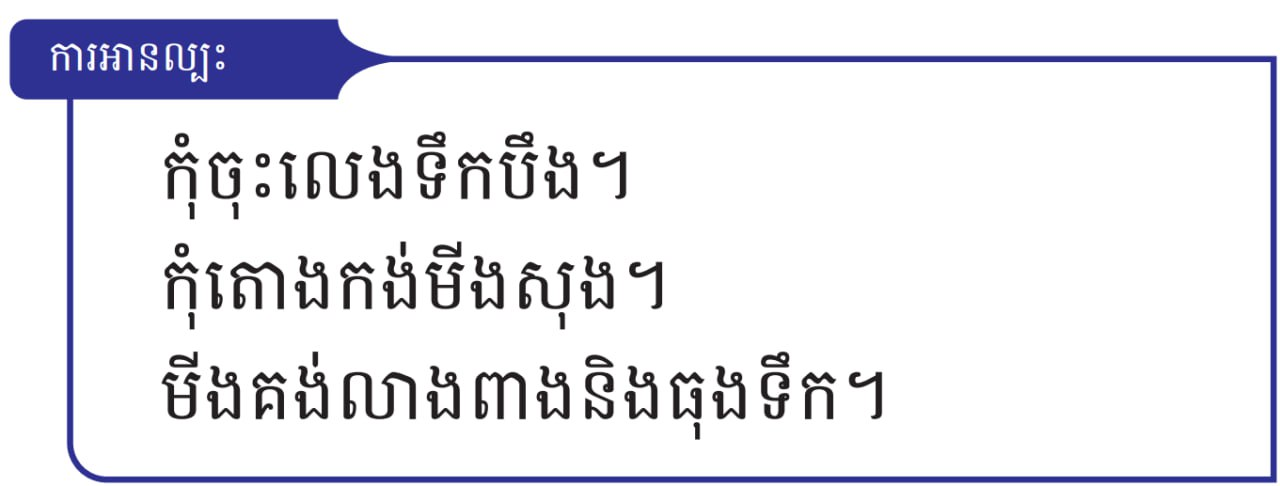 ការអានល្បះ
កុំចុះលេងទឹកបឹង។
កុំតោងកង់មីងសុង។
មីងគង់លាងពាងនិងធុងទឹក។